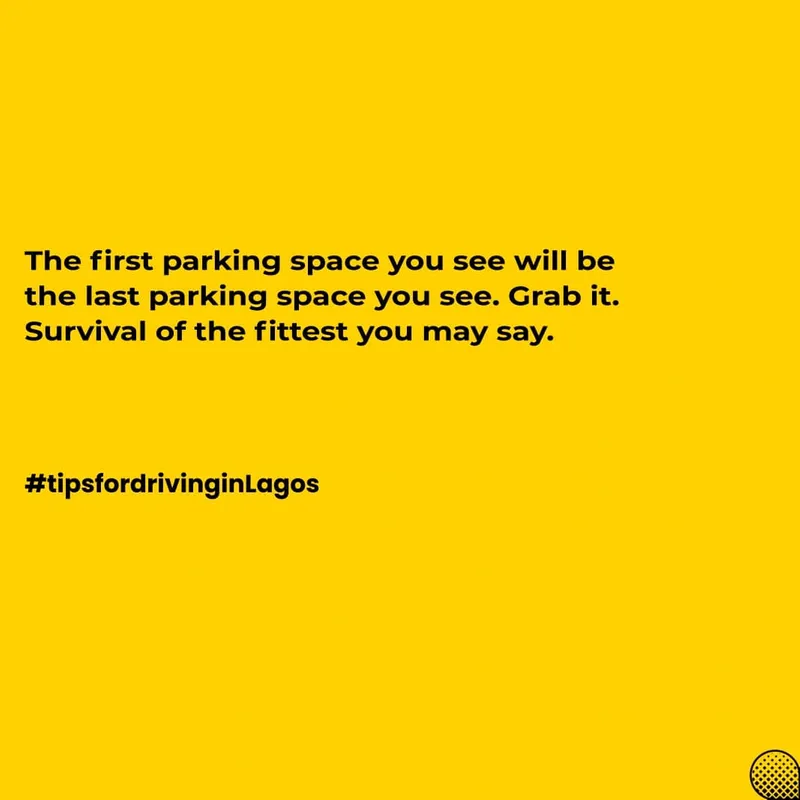 The first parking space you see will be
the last parking space you see. Grab it.
Survival of the fittest you may say.
#tipsfordrivinginLagos